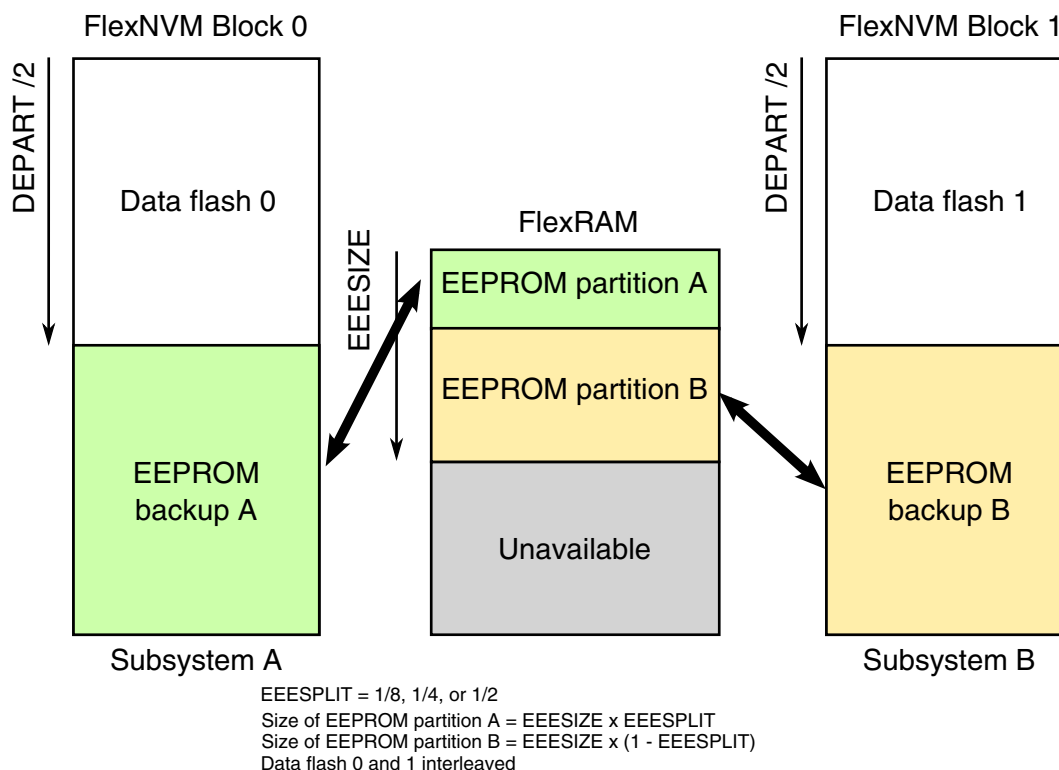 FlexNVM Block 0
DEPART /2
Data flash 0
EEPROM
backup A
Subsystem A
EEESIZE
FlexRAM
EEPROM partition A
EEPROM partition B
Unavailable
FlexNVM Block 1
DEPART /2
Data flash 1
EEPROM
backup B
Subsystem B
EEESPLIT = 1/8, 1/4, or 1/2
Size of EEPROM partition A = EEESIZE x EEESPLIT
Size of EEPROM partition B = EEESIZE x (1 - EEESPLIT)
Data flash 0 and 1 interleaved